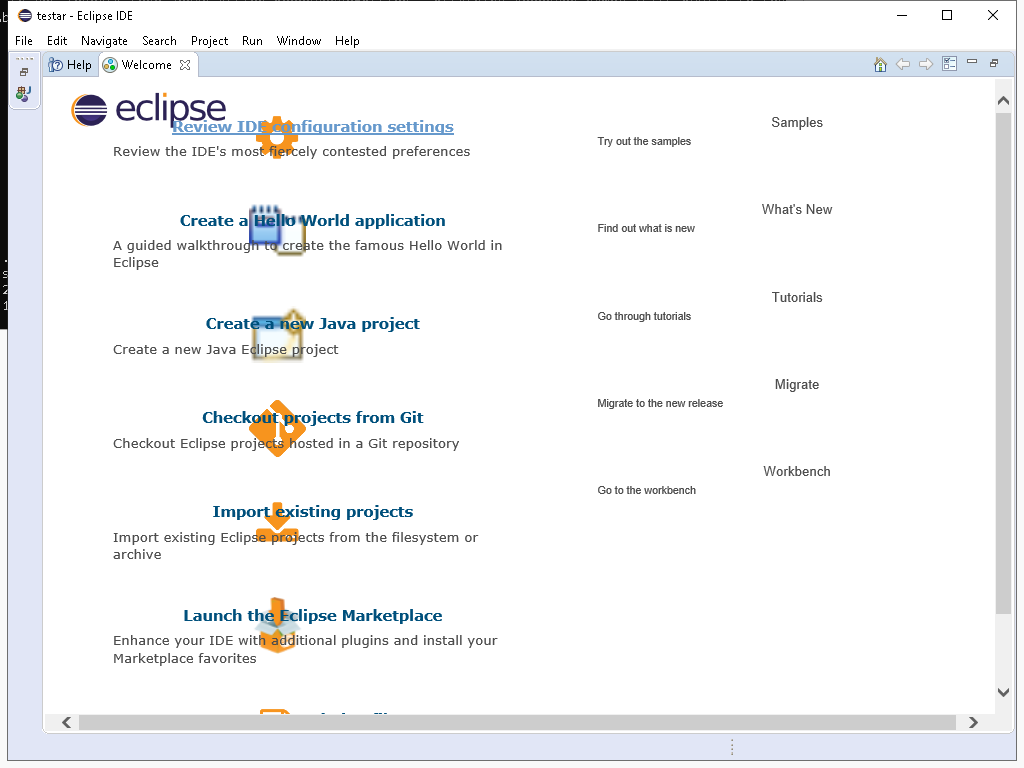 testar - Eclipse IDE
File Edit Navigate Search Project Run Window Help
Help Welcome
eclipse
Review IDE configuration settings
Review the IDE's most fiercely contested preferences
Create a Hello World application
A guided walkthrough to create the famous Hello World in
Eclipse
Create a new Java project
Create a new Java Eclipse project
Checkout projects from Git
Checkout Eclipse projects hosted in a Git repository
Import existing projects
Import existing Eclipse projects from the filesystem or
archive
Launch the Eclipse Marketplace
Enhance your IDE with additional plugins and install your
Marketplace favorites
Samples
Try out the samples
What's New
Find out what is new
Tutorials
Go through tutorials
Migrate
Migrate to the new release
Workbench
Go to the workbench